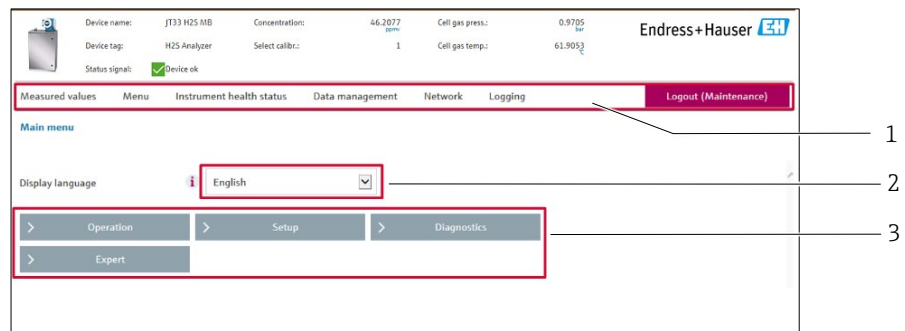 Device name: JT33 H2S MB Concentration: 46.2077 ppmv Cell gas press.: 0.9705 bar
Endress+Hauser EH
Device tag: H2S Analyzer Select calibr.: 1 Cell gas temp.: 61.9053 °C
Status signal: Device ok
Measured values Menu Instrument health status Data management Network Logging Logout (Maintenance)
1
Main menu
Display language i English
2
> Operation > Setup > Diagnostics
3
> Expert